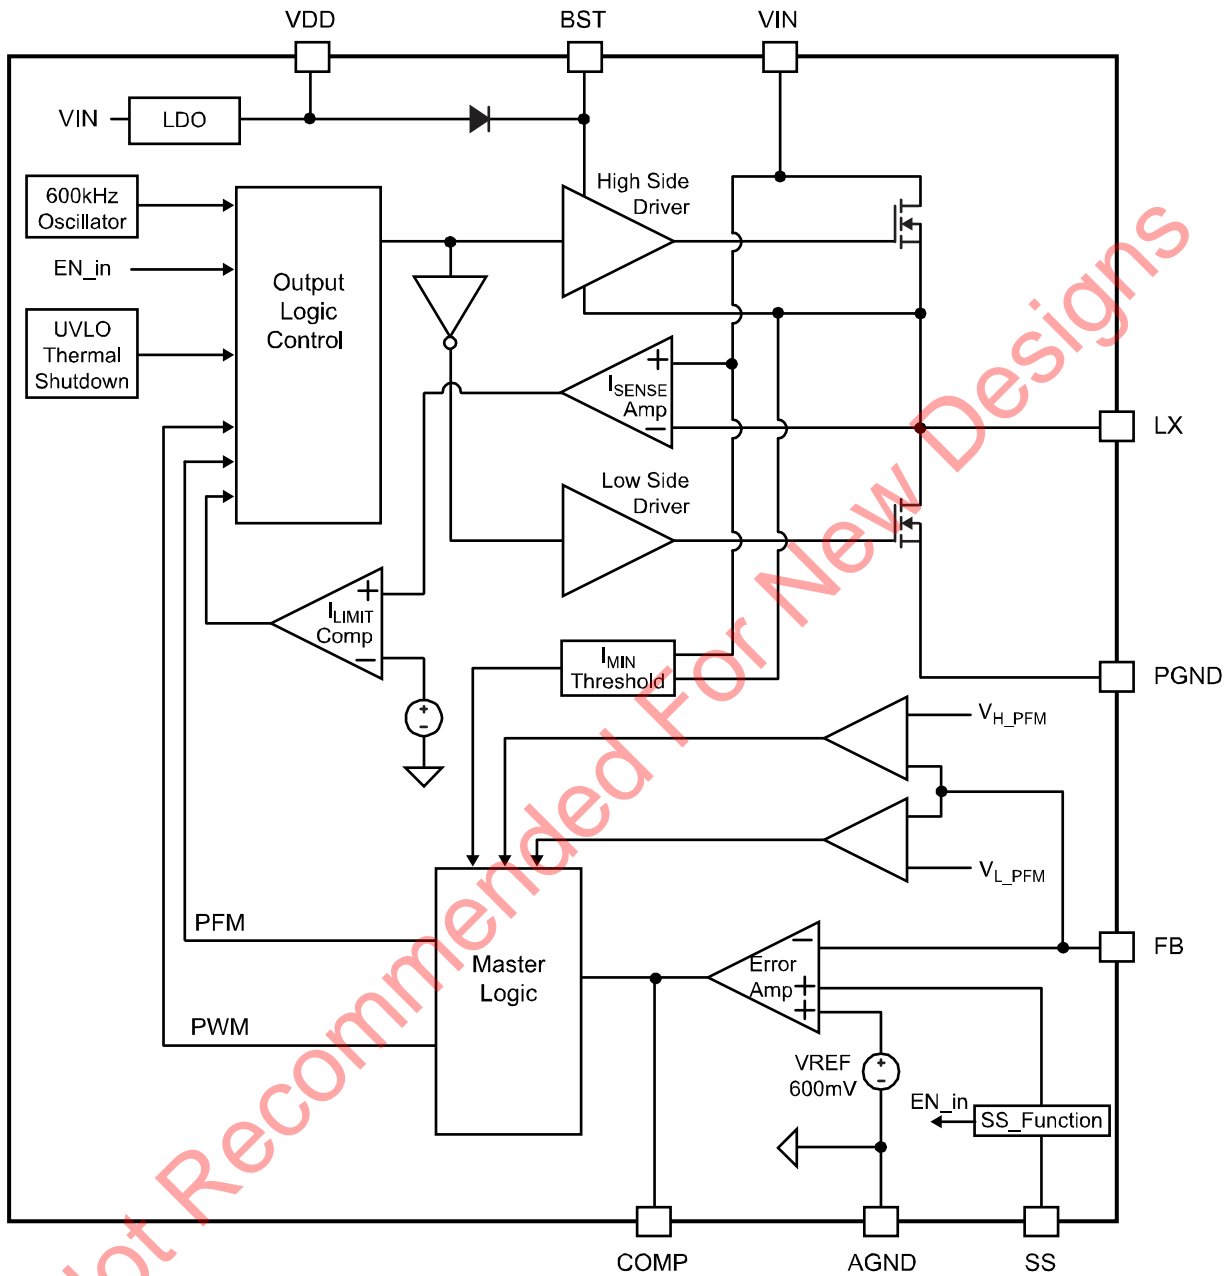 VDD
BST
VIN
VIN
LDO
600kHz
Oscillator
EN_in
UVLO
Thermal
Shutdown
Output
Logic
Control
High Side
Driver
+
ISENSE
Amp
−
LX
Low Side
Driver
+
ILIMIT
Comp
−
+
−
IMIN
Threshold
PGND
VH_PFM
VL_PFM
PFM
PWM
Master
Logic
−
Error
Amp
+
+
FB
VREF
600mV
+
−
EN_in
SS_Function
COMP
AGND
SS
Not Recommended For New Designs